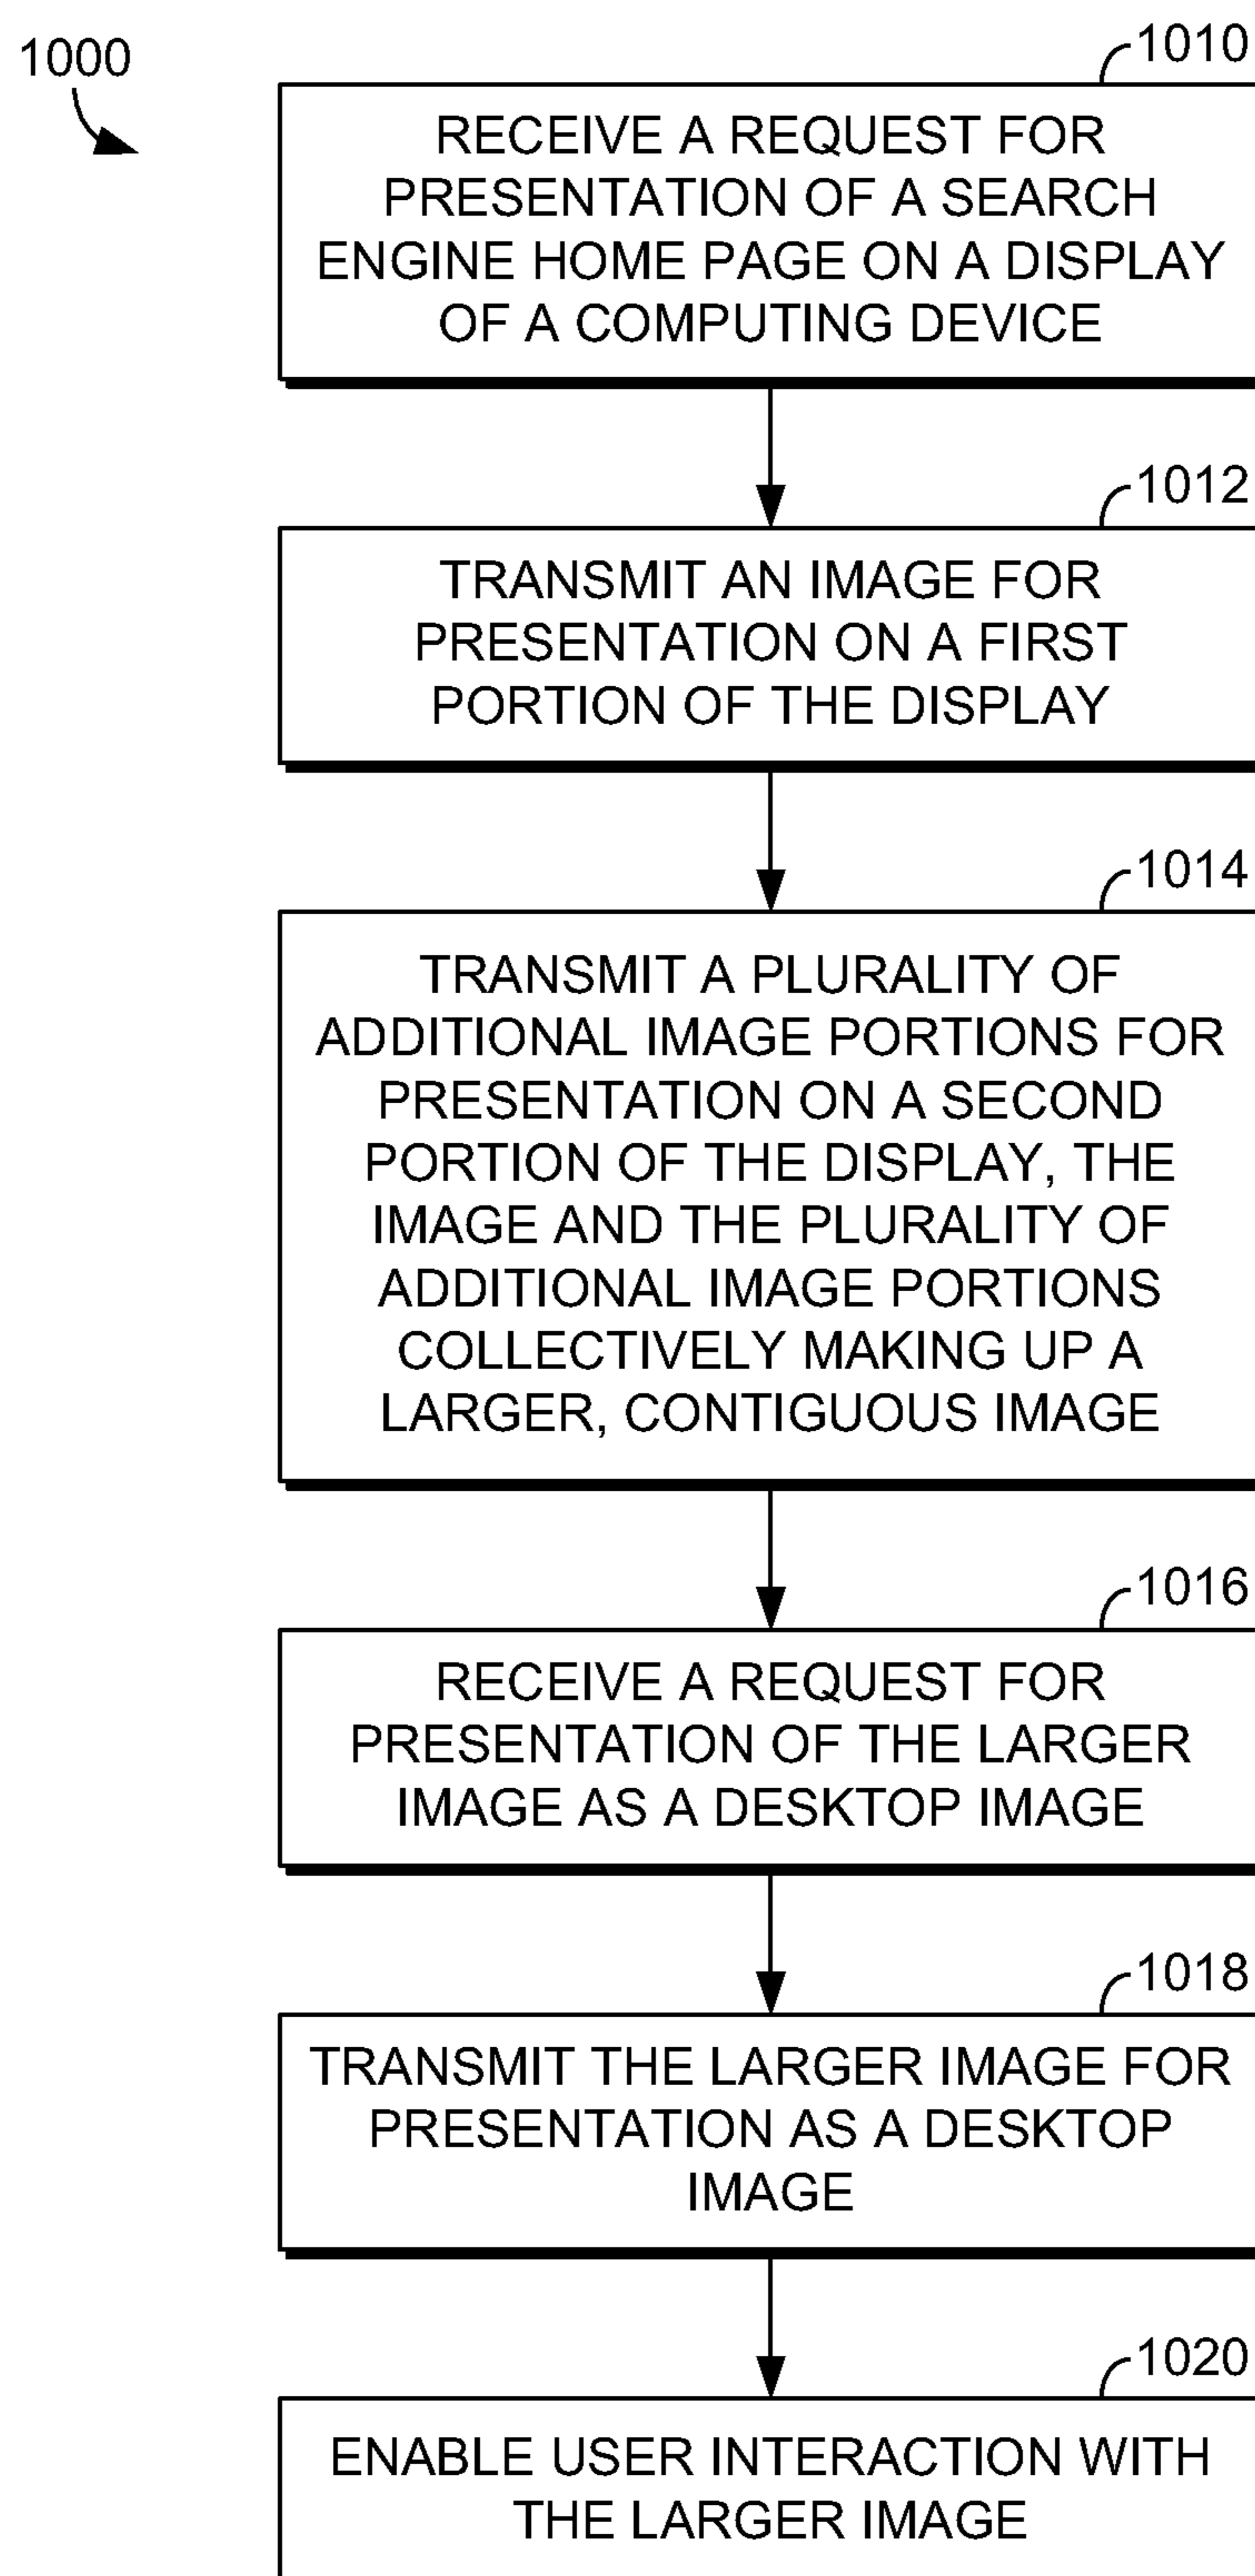 1000
1010
RECEIVE A REQUEST FOR
PRESENTATION OF A SEARCH
ENGINE HOME PAGE ON A DISPLAY
OF A COMPUTING DEVICE
1012
TRANSMIT AN IMAGE FOR
PRESENTATION ON A FIRST
PORTION OF THE DISPLAY
1014
TRANSMIT A PLURALITY OF
ADDITIONAL IMAGE PORTIONS FOR
PRESENTATION ON A SECOND
PORTION OF THE DISPLAY, THE
IMAGE AND THE PLURALITY OF
ADDITIONAL IMAGE PORTIONS
COLLECTIVELY MAKING UP A
LARGER, CONTIGUOUS IMAGE
1016
RECEIVE A REQUEST FOR
PRESENTATION OF THE LARGER
IMAGE AS A DESKTOP IMAGE
1018
TRANSMIT THE LARGER IMAGE FOR
PRESENTATION AS A DESKTOP
IMAGE
1020
ENABLE USER INTERACTION WITH
THE LARGER IMAGE